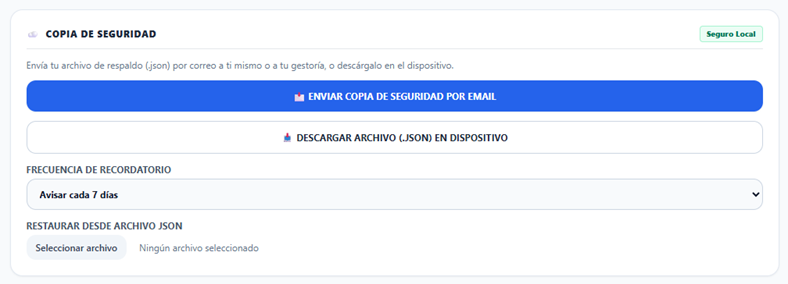 COPIA DE SEGURIDAD
Seguro Local
Envía tu archivo de respaldo (.json) por correo a ti mismo o a tu gestoría, o descárgalo en el dispositivo.
ENVIAR COPIA DE SEGURIDAD POR EMAIL
DESCARGAR ARCHIVO (.JSON) EN DISPOSITIVO
FRECUENCIA DE RECORDATORIO
Avisar cada 7 días
RESTAURAR DESDE ARCHIVO JSON
Seleccionar archivo Ningún archivo seleccionado